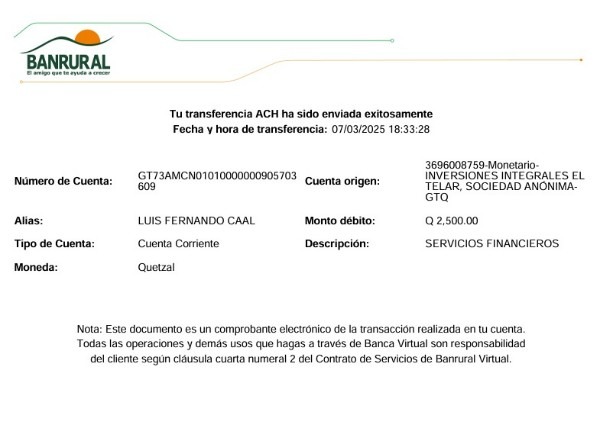 BANRURAL
El amigo que te ayuda a crecer
Tu transferencia ACH ha sido enviada exitosamente
Fecha y hora de transferencia: 07/03/2025 18:33:28
Número de Cuenta: GT73AMCN01010000000905703
609
Cuenta origen: 3696008759-Monetario-
INVERSIONES INTEGRALES EL
TELAR, SOCIEDAD ANÓNIMA-
GTQ
Alias: LUIS FERNANDO CAAL
Monto débito: Q 2,500.00
Tipo de Cuenta: Cuenta Corriente
Descripción: SERVICIOS FINANCIEROS
Moneda: Quetzal
Nota: Este documento es un comprobante electrónico de la transacción realizada en tu cuenta.
Todas las operaciones y demás usos que hagas a través de Banca Virtual son responsabilidad
del cliente según cláusula cuarta numeral 2 del Contrato de Servicios de Banrural Virtual.